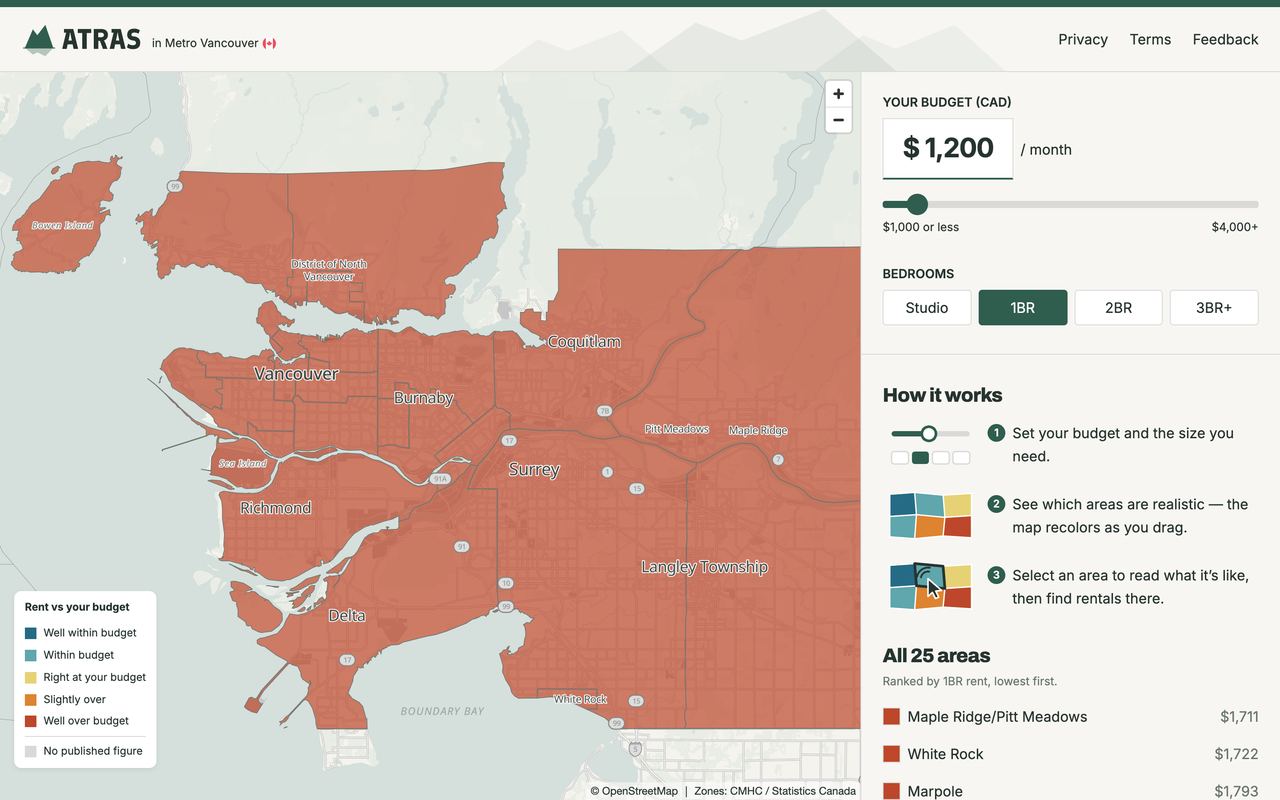 ATRAS
in Metro Vancouver
Privacy
Terms
Feedback
99
Bowen Island
District of North
Vancouver
Coquitlam
Vancouver
Burnaby
7B
Pitt Meadows
Maple Ridge
17
Surrey
1
7
Sea Island
91A
15
Richmond
91
Langley Township
10
99
Delta
17
White Rock
15
BOUNDARY BAY
99
5
+
−
Rent vs your budget
Well within budget
Within budget
Right at your budget
Slightly over
Well over budget
No published figure
© OpenStreetMap | Zones: CMHC / Statistics Canada
YOUR BUDGET (CAD)
$ 1,200
/ month
$1,000 or less
$4,000+
BEDROOMS
Studio
1BR
2BR
3BR+
How it works
1 Set your budget and the size you
need.
2 See which areas are realistic — the
map recolors as you drag.
3 Select an area to read what it’s like,
then find rentals there.
All 25 areas
Ranked by 1BR rent, lowest first.
Maple Ridge/Pitt Meadows $1,711
White Rock $1,722
Marpole $1,793